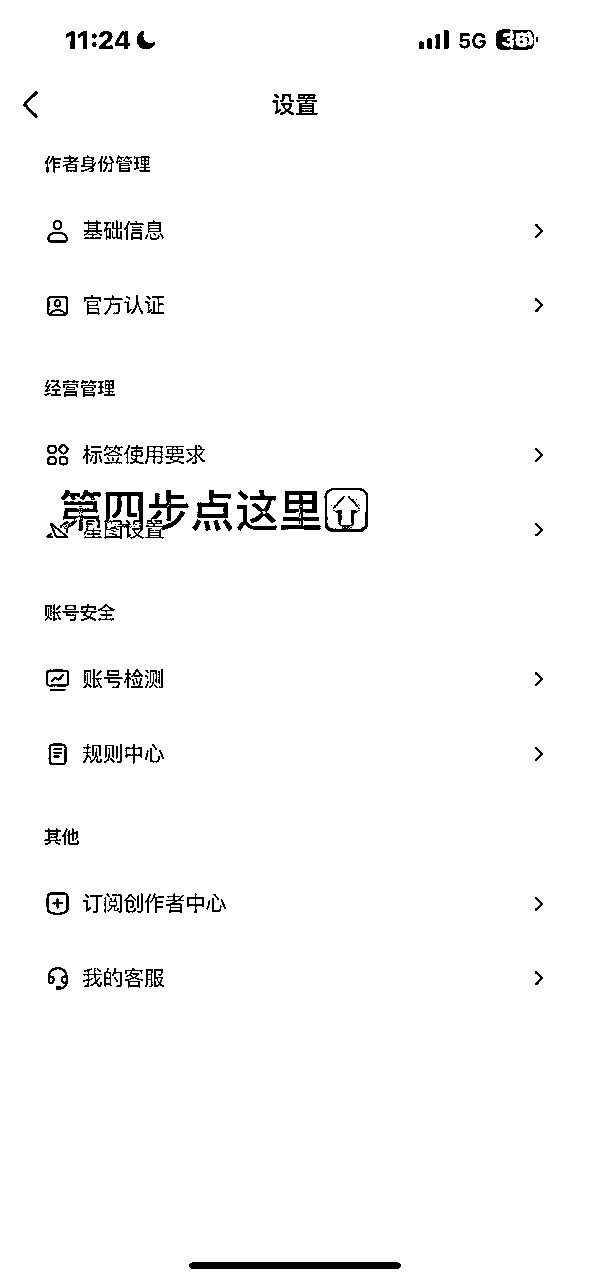 11:24
5G
设置
作者身份管理
基础信息
官方认证
经营管理
标签使用要求
第四步点这里
星图设置
账号安全
账号检测
规则中心
其他
订阅创作者中心
我的客服